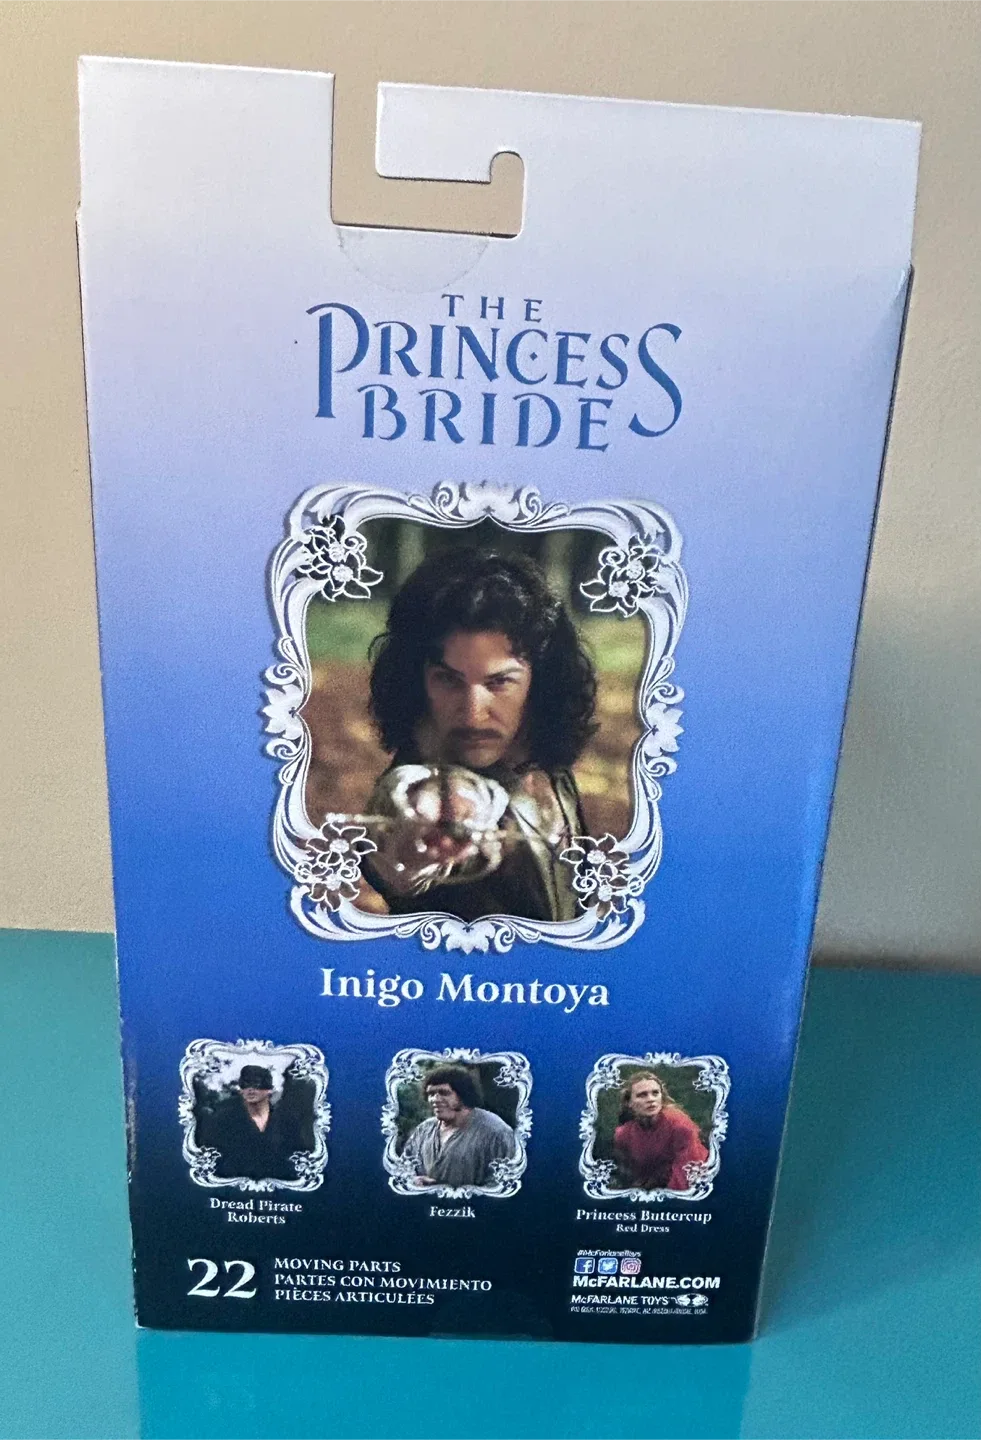 THE
PRINCESS
BRIDE
Inigo Montoya
Dread Pirate
Roberts
Fezzik
Princess Buttercup
Red Dress
22
MOVING PARTS
PARTES CON MOVIMIENTO
PIÈCES ARTICULÉES
#McFarlaneToys
McFARLANE.COM
McFARLANE TOYS